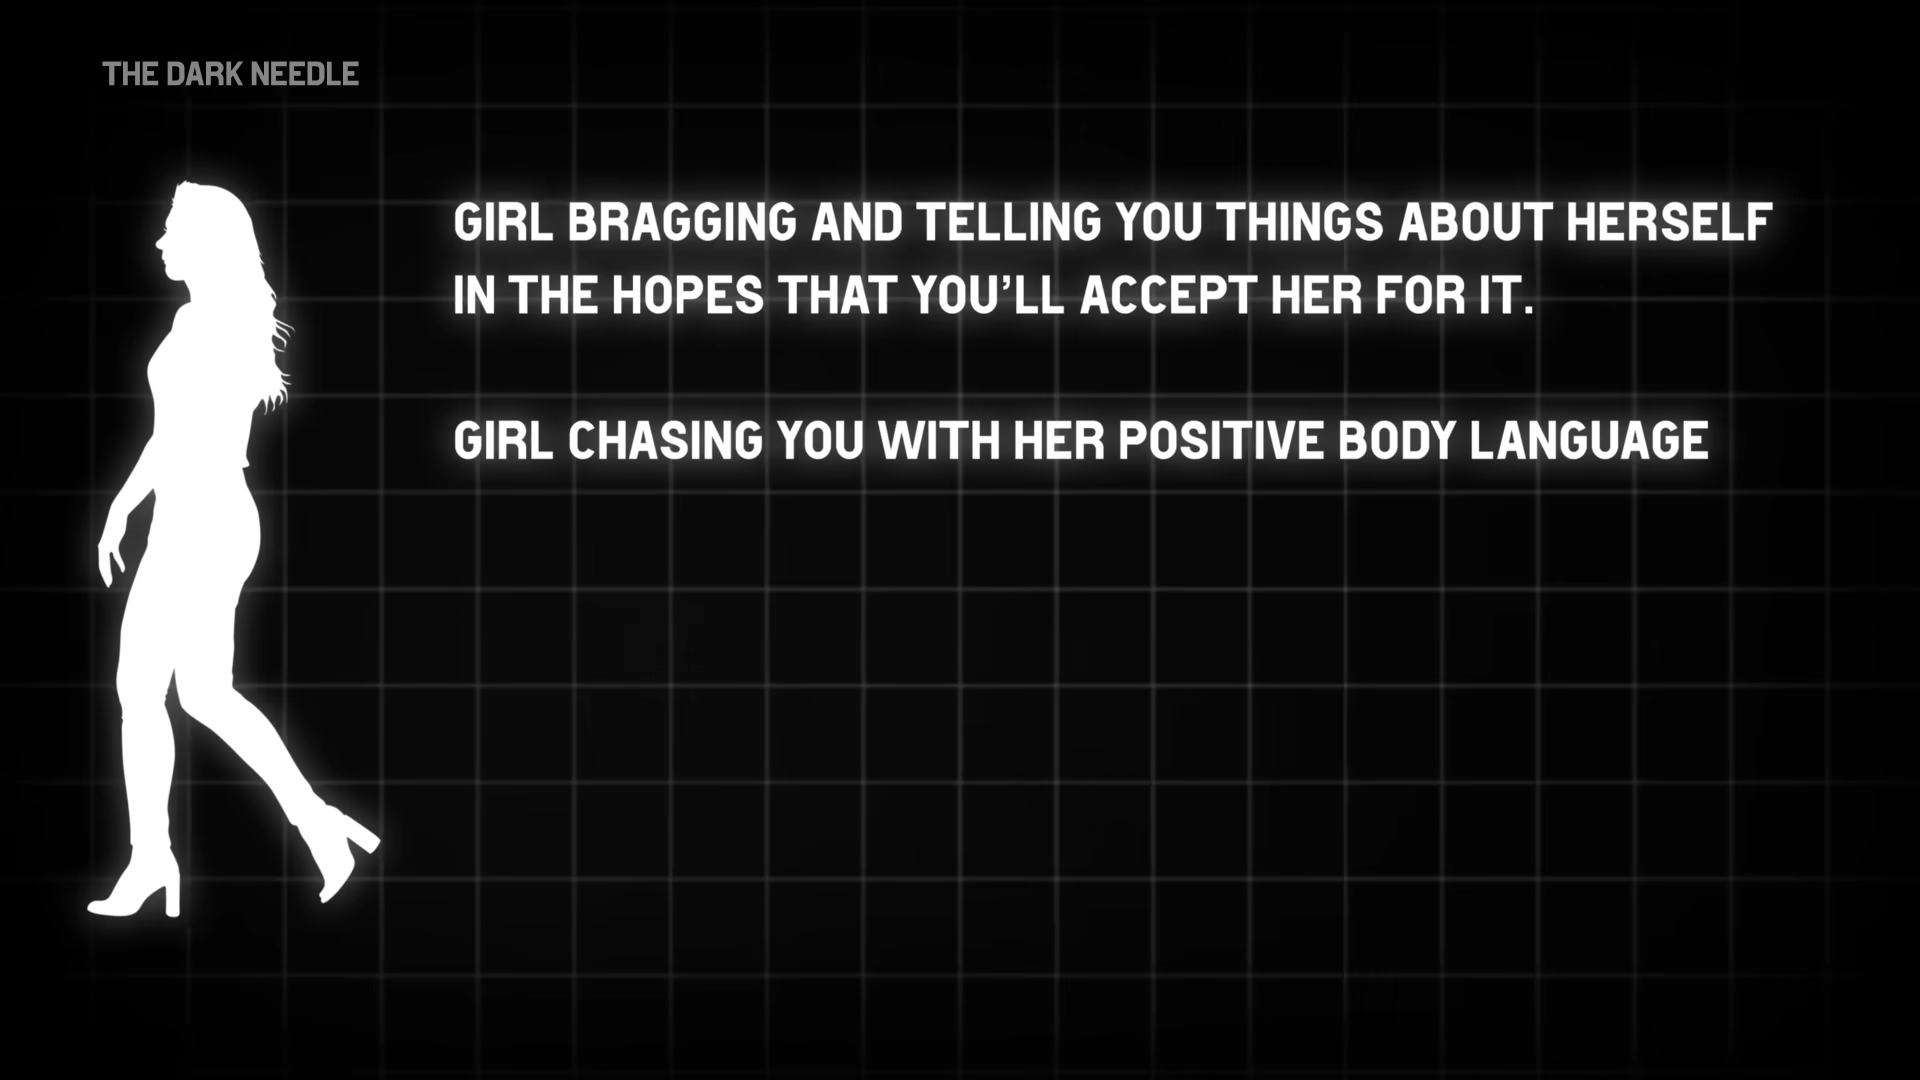 THE DARK NEEDLE
GIRL BRAGGING AND TELLING YOU THINGS ABOUT HERSELF
IN THE HOPES THAT YOU'LL ACCEPT HER FOR IT.
GIRL CHASING YOU WITH HER POSITIVE BODY LANGUAGE